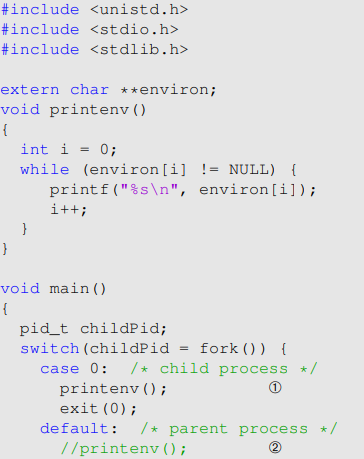 #include <unistd.h>
#include <stdio.h>
#include <stdlib.h>

extern char **environ;
void printenv()
{
  int i = 0;
  while (environ[i] != NULL) {
     printf("%s\n", environ[i]);
     i++;
  }
}

void main()
{
  pid_t childPid;
  switch(childPid = fork()) {
    case 0:  /* child process */
      printenv();          ①
      exit(0);
    default:  /* parent process */
      //printenv();        ②